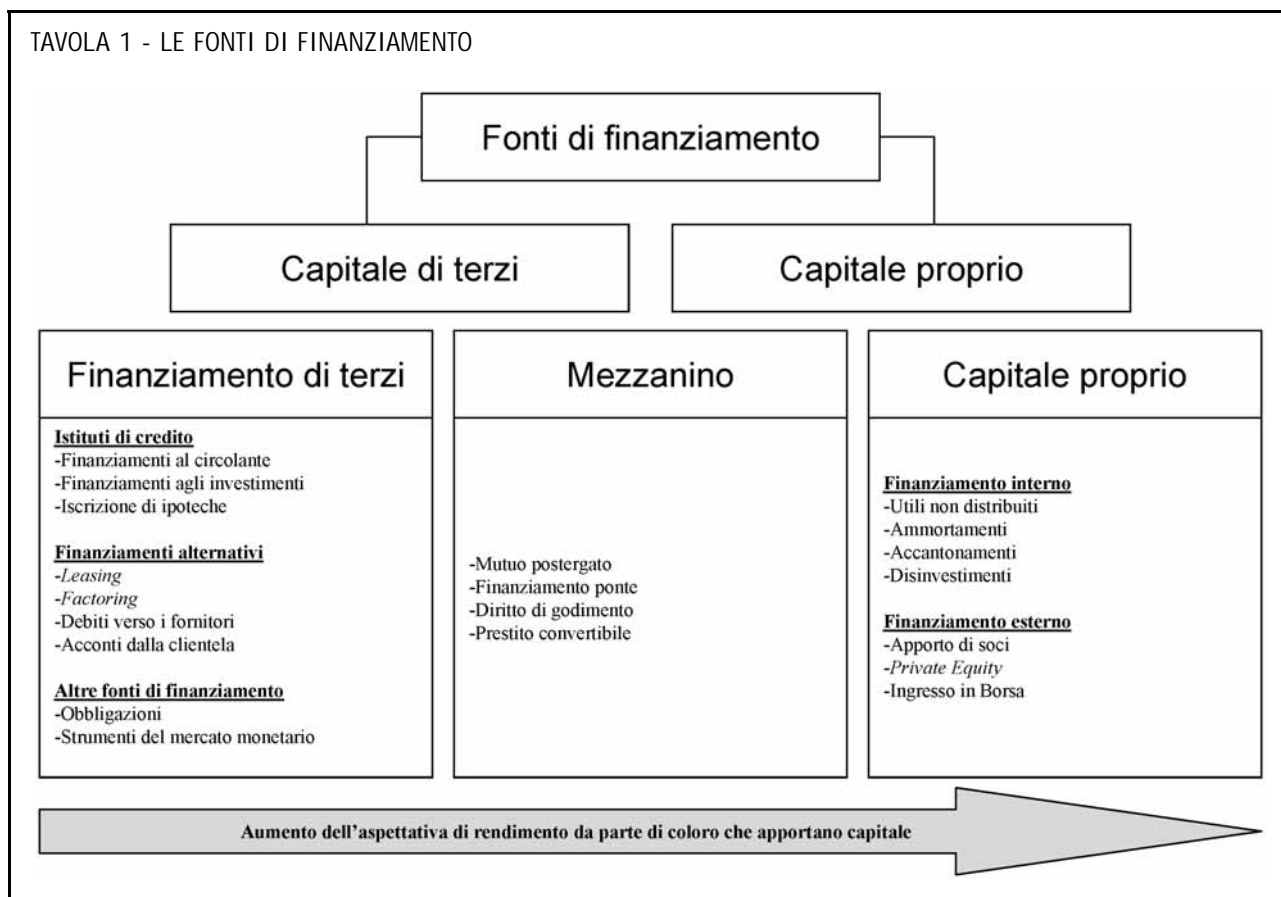 TAVOLA 1 - LE FONTI DI FINANZIAMENTO
Fonti di finanziamento
Capitale di terzi
Capitale proprio
Finanziamento di terzi
Istituti di credito
-Finanziamenti al circolante
-Finanziamenti agli investimenti
-Iscrizione di ipoteche
Finanziamenti alternativi
-Leasing
-Factoring
-Debiti verso i fornitori
-Acconti dalla clientela
Altre fonti di finanziamento
-Obbligazioni
-Strumenti del mercato monetario
Mezzanino
-Mutuo postergato
-Finanziamento ponte
-Diritto di godimento
-Prestito convertibile
Capitale proprio
Finanziamento interno
-Utili non distribuiti
-Ammortamenti
-Accantonamenti
-Disinvestimenti
Finanziamento esterno
-Apporto di soci
-Private Equity
-Ingresso in Borsa
Aumento dell'aspettativa di rendimento da parte di coloro che apportano capitale